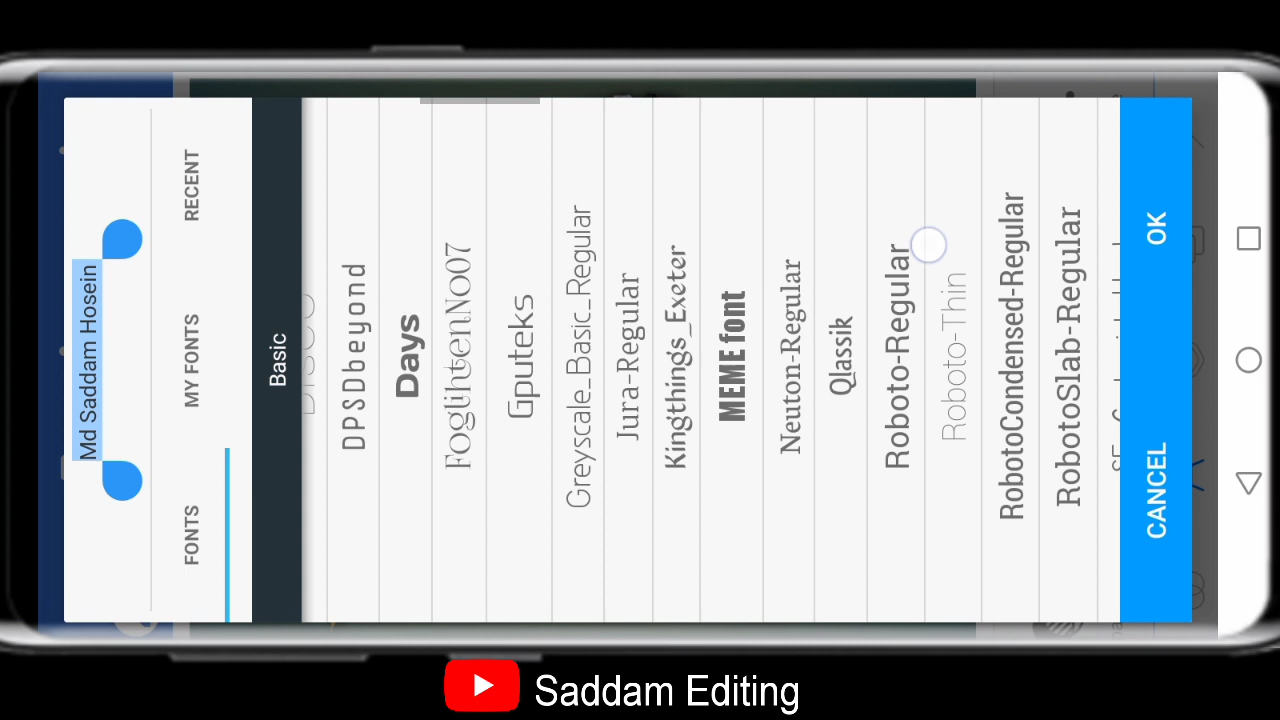 Md Saddam Hosein
FONTS
MY FONTS
RECENT
Basic
DPSDbeyond
Days
FoglihtenNo07
Gputeks
Greyscale_Basic_Regular
Jura-Regular
Kingthings_Exeter
MEME font
Neuton-Regular
Qlassik
Roboto-Regular
Roboto-Thin
RobotoCondensed-Regular
RobotoSlab-Regular
CANCEL
OK
Saddam Editing